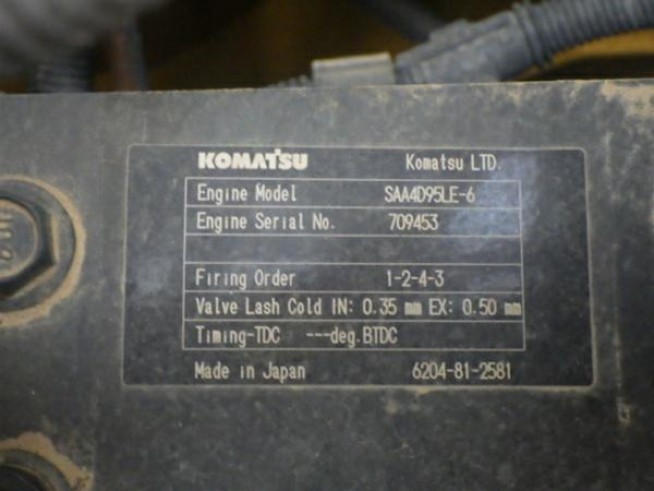 KOMATSU Komatsu LTD.
Engine Model SAA4D95LE-6
Engine Serial No. 709453
Firing Order 1-2-4-3
Valve Lash Cold IN: 0.35 mm EX: 0.50 mm
Timing-TDC ---deg.BTDC
Made in Japan 6204-81-2581